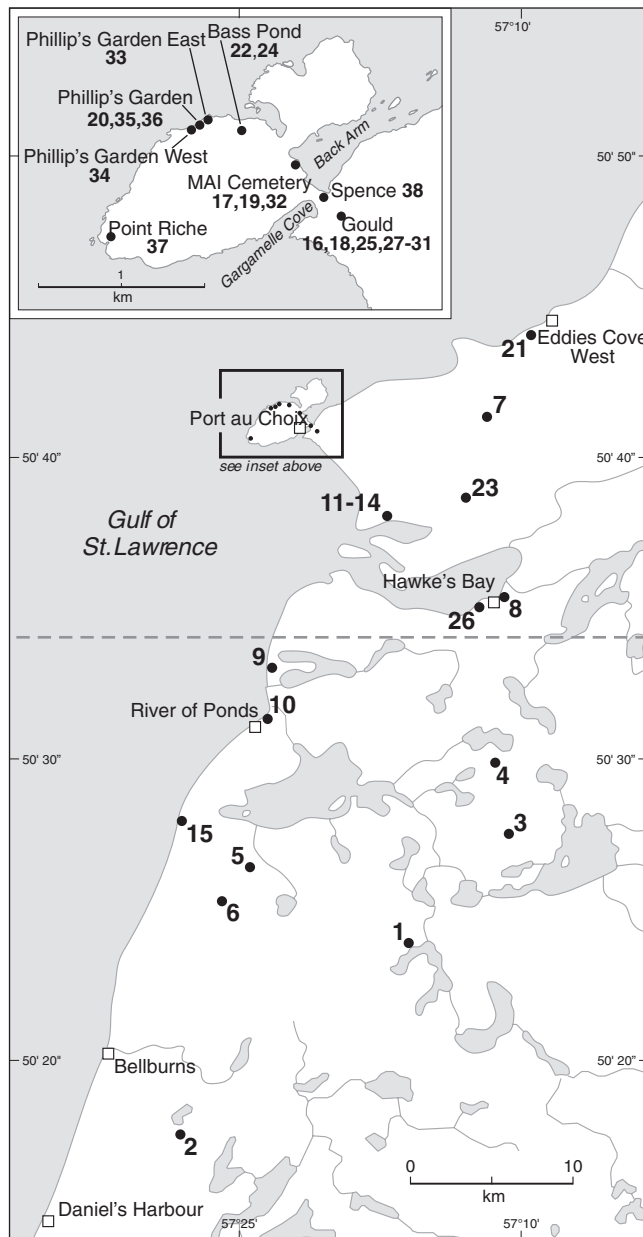 57°10'
Phillip's Garden East
33
Bass Pond
22,24
Phillip's Garden
20,35,36
Phillip's Garden West
34
Back Arm
50' 50"
MAI Cemetery
17,19,32
Spence 38
Point Riche
37
Gargamelle Cove
Gould
16,18,25,27-31
1
km
21
Eddies Cove
West
7
Port au Choix
see inset above
50' 40"
50' 40"
23
11-14
Gulf of
St.Lawrence
Hawke's Bay
26
8
9
10
River of Ponds
50' 30"
50' 30"
4
3
15
5
6
1
50' 20"
50' 20"
Bellburns
2
0
10
km
Daniel's Harbour
57°25'
57°10'